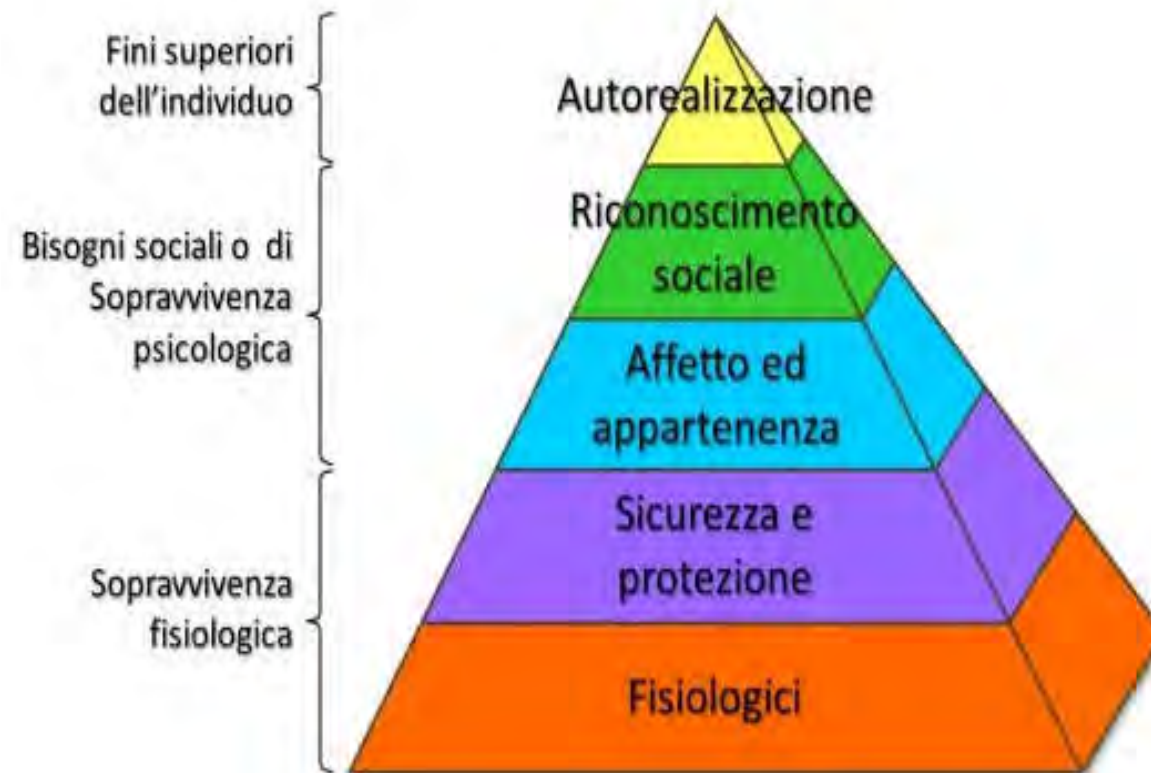 Fini superiori
dell'individuo
Autorealizzazione
Bisogni sociali o di
Sopravvivenza
psicologica
Riconoscimento
sociale
Affetto ed
appartenenza
Sopravvivenza
fisiologica
Sicurezza e
protezione
Fisiologici